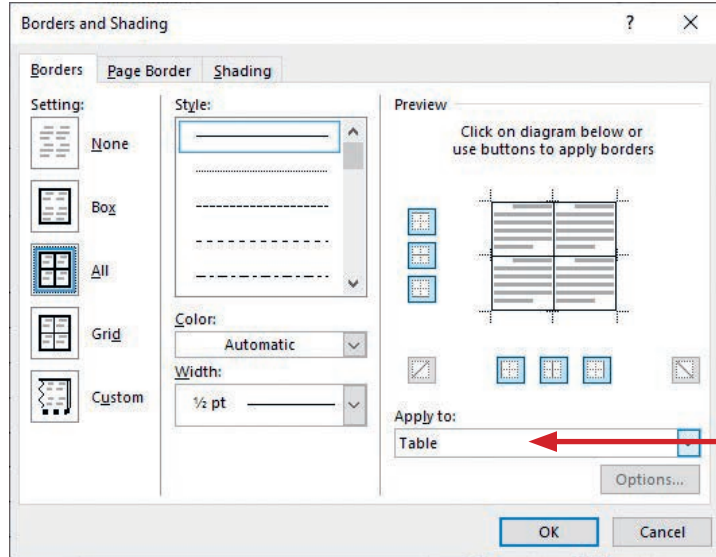 Borders and Shading
?
Borders
Page Border
Shading
Setting:
None
Box
All
Grid
Custom
Style:
Color:
Automatic
Width:
½ pt
Preview
Click on diagram below or
use buttons to apply borders
Apply to:
Table
Options...
OK
Cancel